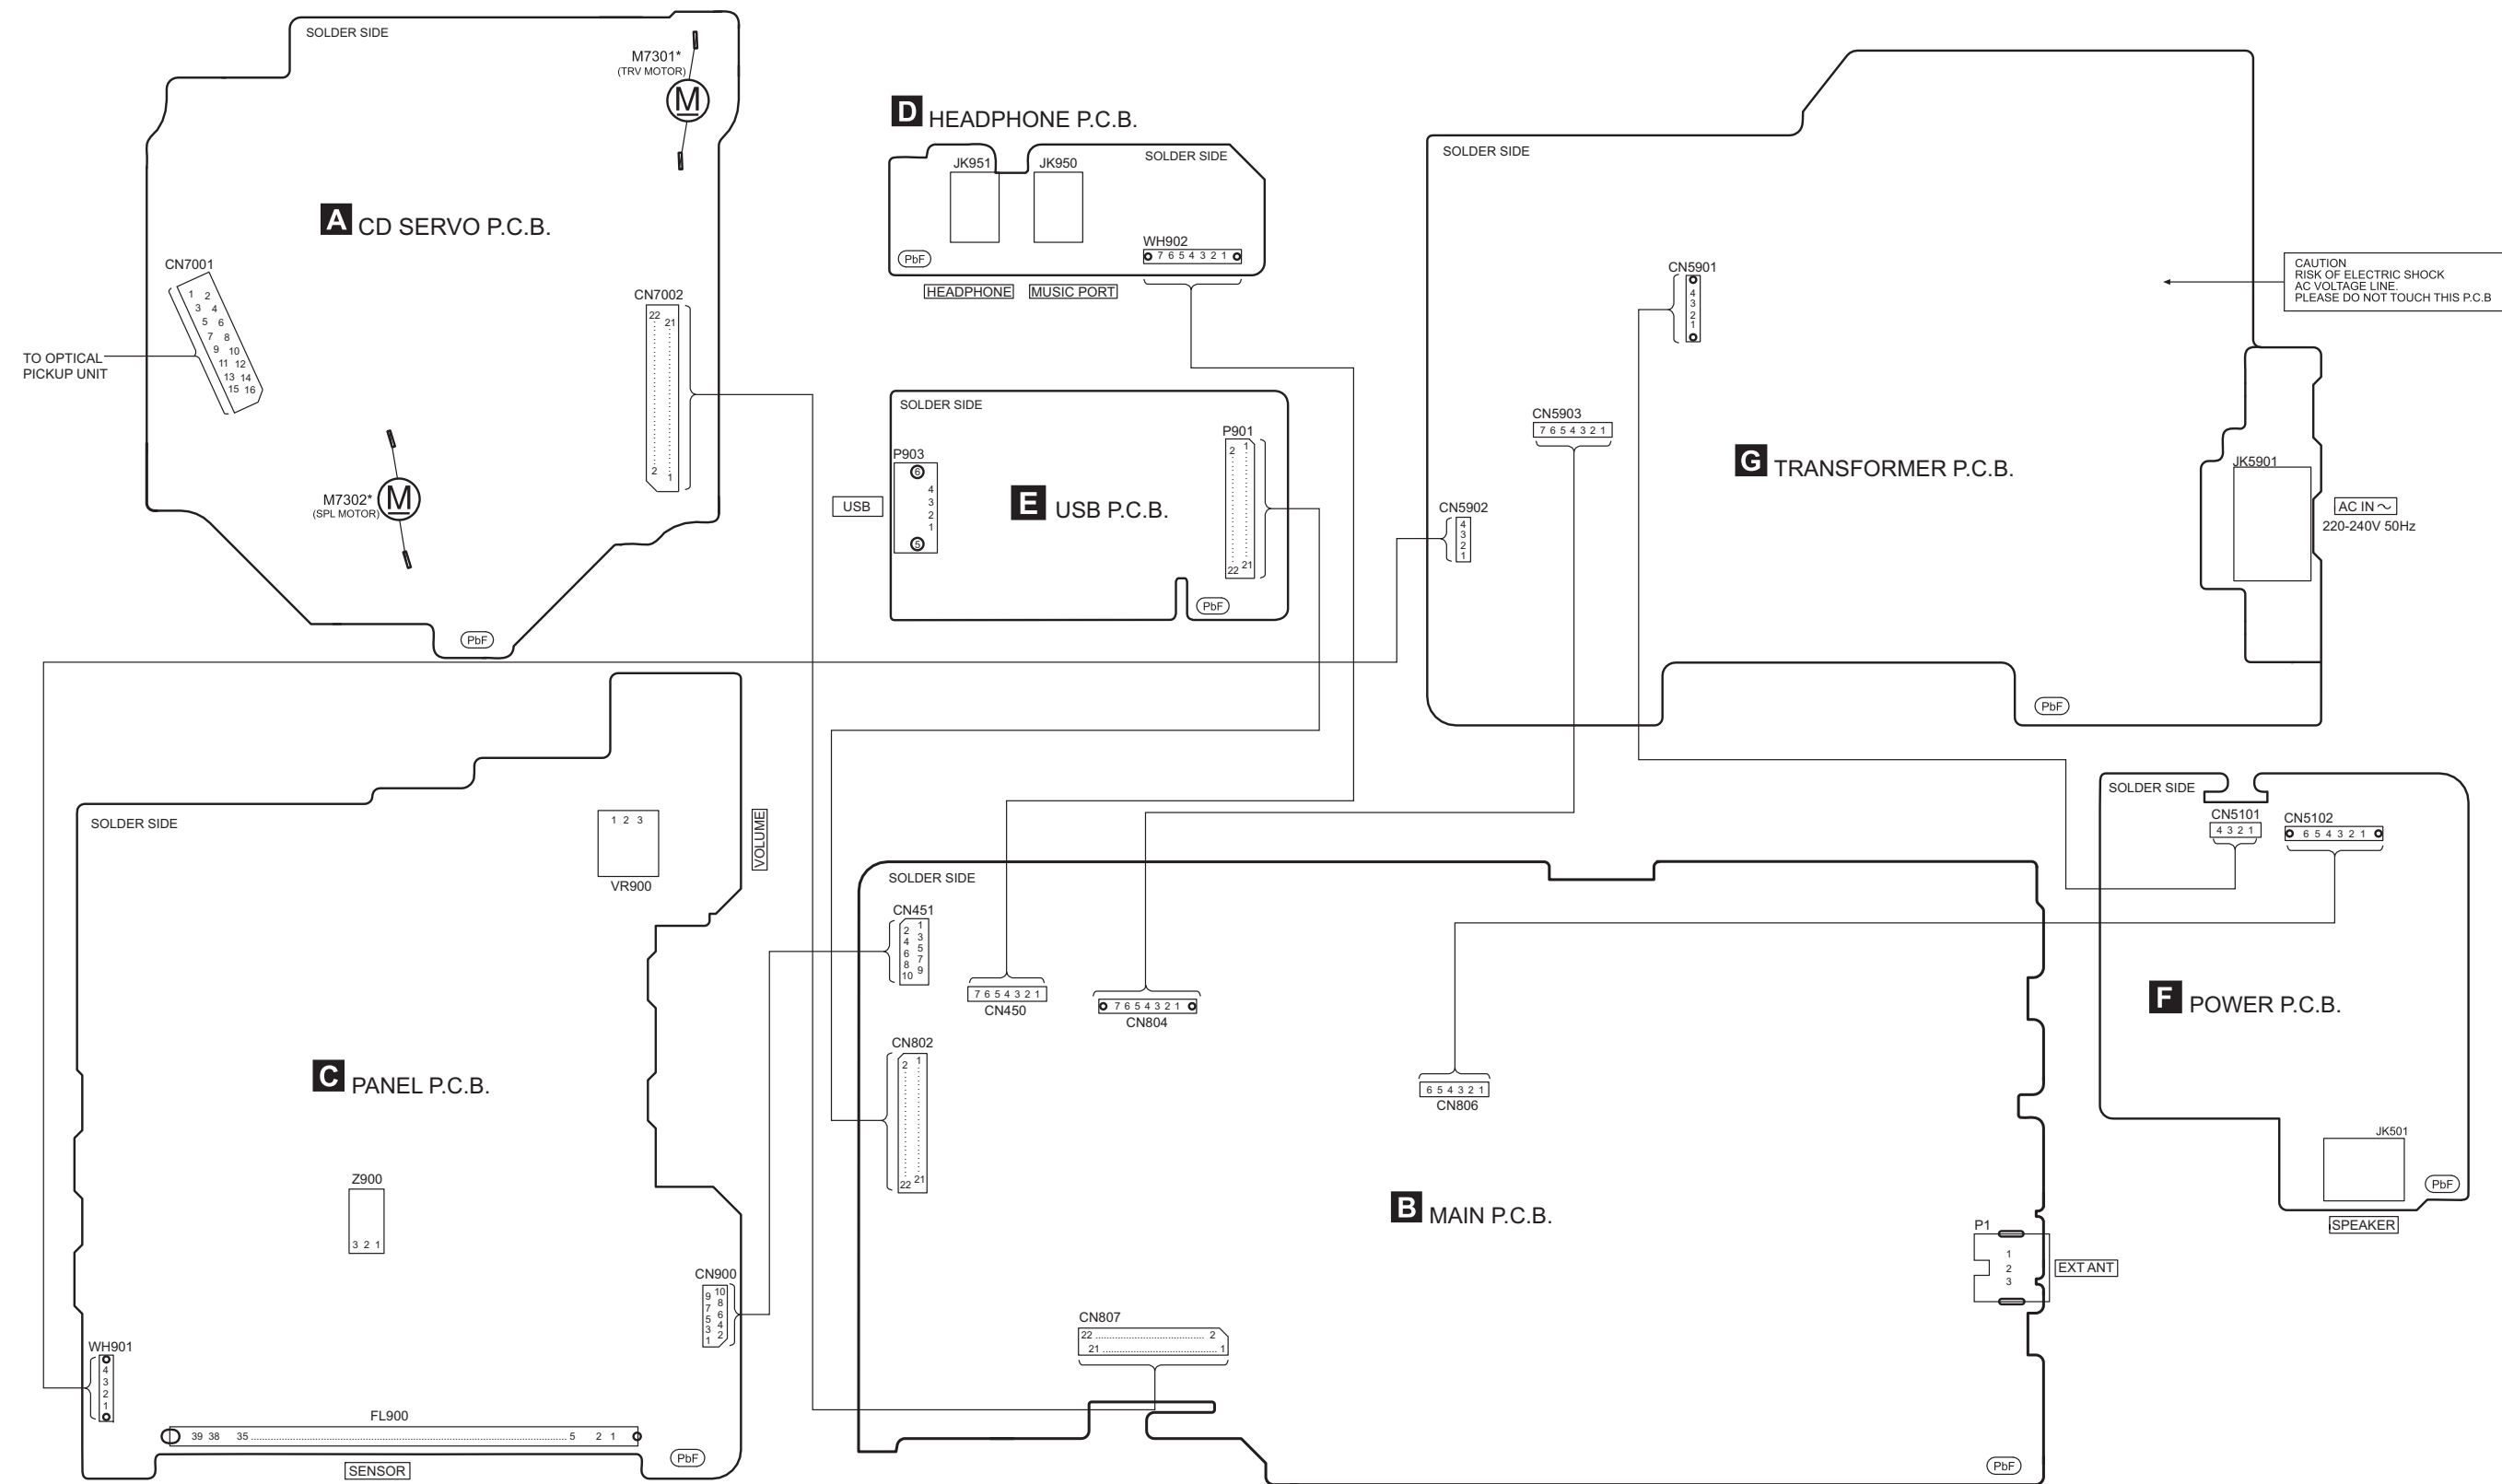 SOLDER SIDE
M7301*
(TRV MOTOR)
M
A CD SERVO P.C.B.
CN7001
1 2
3 4
5 6
7 8
9 10
11 12
13 14
15 16
TO OPTICAL
PICKUP UNIT
CN7002
22
21
2
1
M7302*
(SPL MOTOR)
M
PbF
D HEADPHONE P.C.B.
JK951
JK950
SOLDER SIDE
WH902
7 6 5 4 3 2 1
PbF
HEADPHONE
MUSIC PORT
SOLDER SIDE
P903
6
4
3
2
1
5
USB
E USB P.C.B.
P901
2 1
22 21
PbF
SOLDER SIDE
CN5901
4
3
2
1
CAUTION
RISK OF ELECTRIC SHOCK
AC VOLTAGE LINE.
PLEASE DO NOT TOUCH THIS P.C.B
CN5903
7 6 5 4 3 2 1
G TRANSFORMER P.C.B.
CN5902
4
3
2
1
JK5901
AC IN ~
220-240V 50Hz
PbF
SOLDER SIDE
1 2 3
VR900
VOLUME
C PANEL P.C.B.
Z900
3 2 1
CN900
9 10
7 8
5 6
3 4
1 2
WH901
4
3
2
1
FL900
39 38 35 ........ 5 2 1
SENSOR
PbF
SOLDER SIDE
CN451
2 1
4 3
6 5
8 7
10 9
7 6 5 4 3 2 1
CN450
7 6 5 4 3 2 1
CN804
CN802
2 1
22 21
6 5 4 3 2 1
CN806
B MAIN P.C.B.
P1
1
2
3
EXT ANT
CN807
22 ........ 2
21 ........ 1
PbF
SOLDER SIDE
CN5101
4 3 2 1
CN5102
6 5 4 3 2 1
F POWER P.C.B.
JK501
PbF
SPEAKER